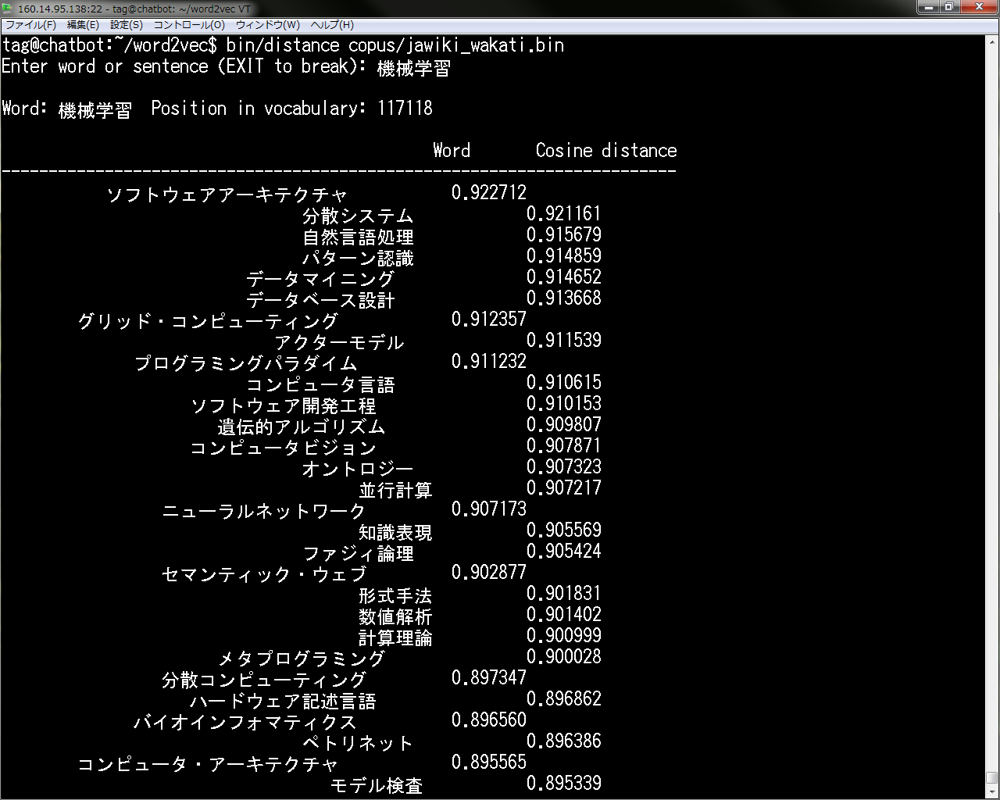 160.14.95.138:22 - tag@chatbot: ~/word2vec VT
ファイル(F) 編集(E) 設定(S) コントロール(O) ウィンドウ(W) ヘルプ(H)
tag@chatbot:~/word2vec$ bin/distance copus/jawiki_wakati.bin
Enter word or sentence (EXIT to break): 機械学習
Word: 機械学習 Position in vocabulary: 117118
Word Cosine distance
------------------------------------------------------------------------
ソフトウェアアーキテクチャ 0.922712
分散システム 0.921161
自然言語処理 0.915679
パターン認識 0.914859
データマイニング 0.914652
データベース設計 0.913668
グリッド・コンピューティング 0.912357
アクターモデル 0.911539
プログラミングパラダイム 0.911232
コンピュータ言語 0.910615
ソフトウェア開発工程 0.910153
遺伝的アルゴリズム 0.909807
コンピュータビジョン 0.907871
オントロジー 0.907323
並行計算 0.907217
ニューラルネットワーク 0.907173
知識表現 0.905569
ファジィ論理 0.905424
セマンティック・ウェブ 0.902877
形式手法 0.901831
数値解析 0.901402
計算理論 0.900999
メタプログラミング 0.900028
分散コンピューティング 0.897347
ハードウェア記述言語 0.896862
バイオインフォマティクス 0.896560
ペトリネット 0.896386
コンピュータ・アーキテクチャ 0.895565
モデル検査 0.895339